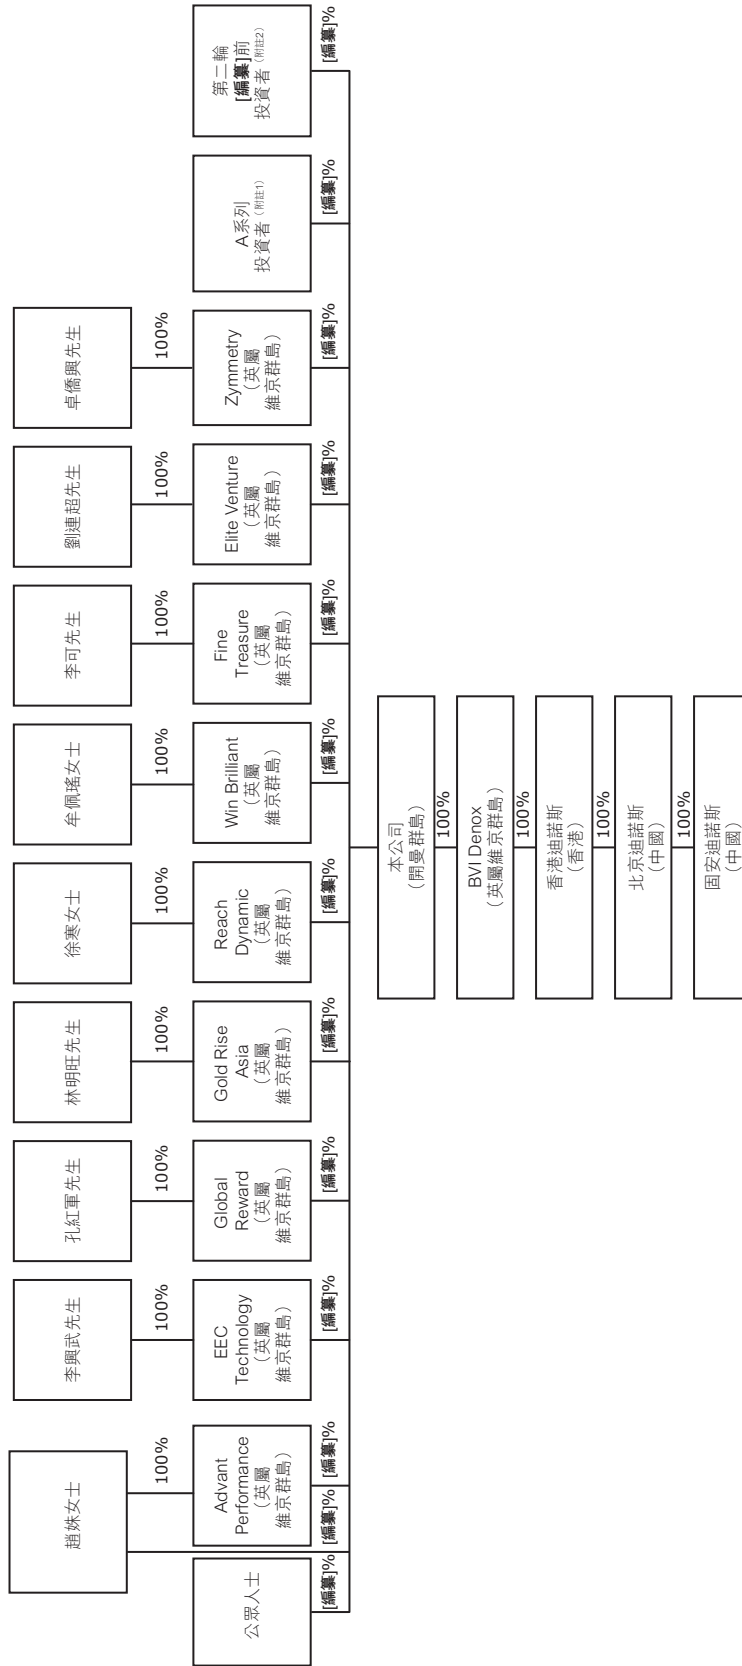 趙姝女士
李興武先生
孔紅軍先生
林明旺先生
徐寒女士
牟佩瑤女士
李可先生
劉連超先生
卓僑興先生
100%
100%
100%
100%
100%
100%
100%
100%
100%
公眾人士
Advant
Performance
（英屬
維京群島）
EEC
Technology
（英屬
維京群島）
Global
Reward
（英屬
維京群島）
Gold Rise
Asia
（英屬
維京群島）
Reach
Dynamic
（英屬
維京群島）
Win Brilliant
（英屬
維京群島）
Fine
Treasure
（英屬
維京群島）
Elite Venture
（英屬
維京群島）
Zymmetry
（英屬
維京群島）
A系列
投資者（附註1）
第二輪
[編纂]前
投資者（附註2）
[編纂]%
[編纂]%
[編纂]%
[編纂]%
[編纂]%
[編纂]%
[編纂]%
[編纂]%
[編纂]%
[編纂]%
[編纂]%
[編纂]%
[編纂]%
本公司
（開曼群島）
100%
BVI Denox
（英屬維京群島）
100%
香港迪諾斯
（香港）
100%
北京迪諾斯
（中國）
100%
固安迪諾斯
（中國）